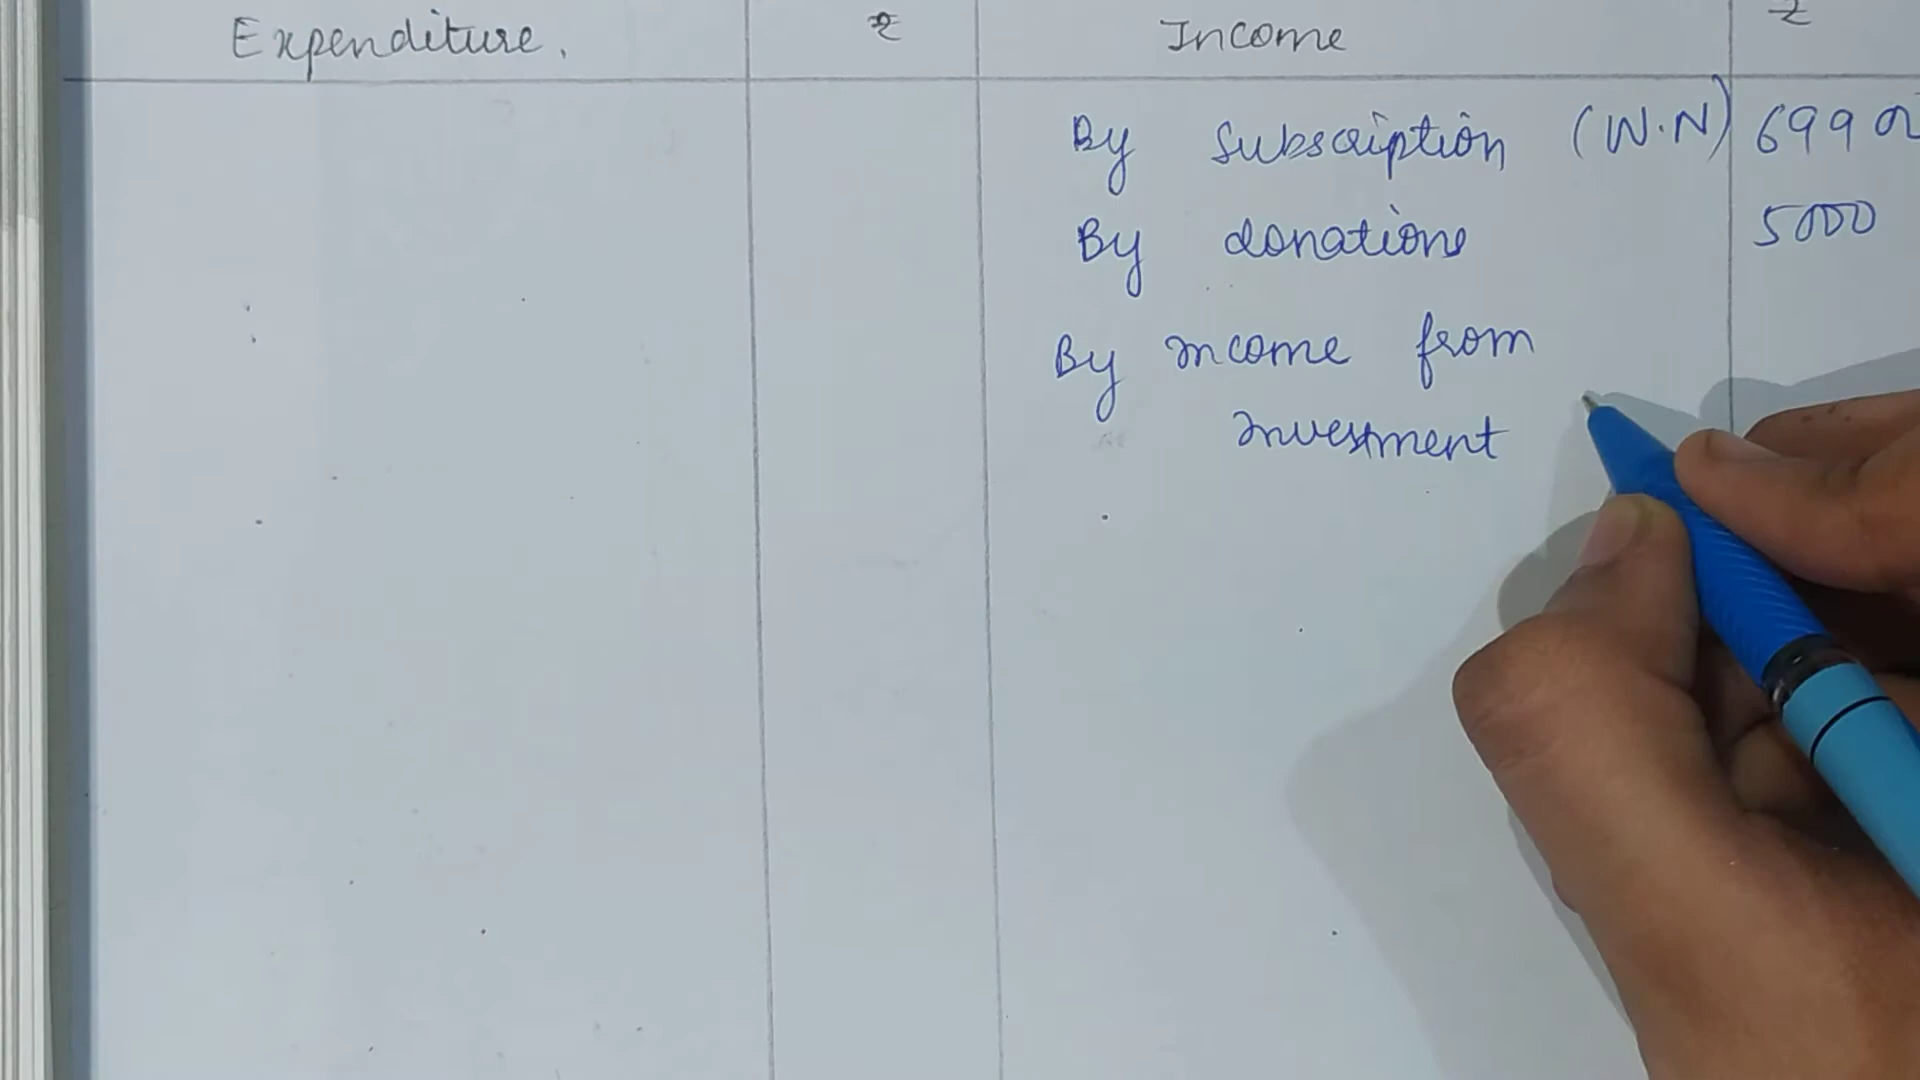 Expenditure. ₹ Income ₹
By Subscription (W.N)
By donations 5000
By income from
investment